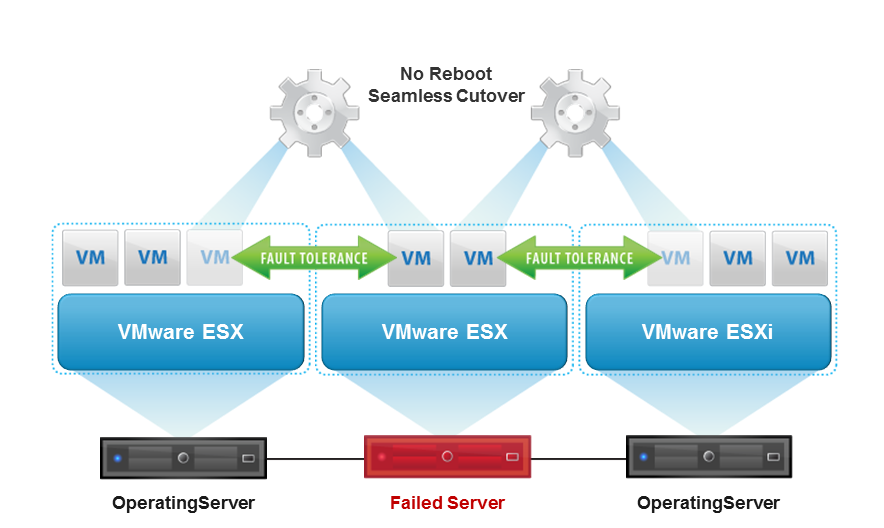 No Reboot
Seamless Cutover
VM VM VM FAULT TOLERANCE VM VM FAULT TOLERANCE VM VM VM
VMware ESX VMware ESX VMware ESXi
OperatingServer Failed Server OperatingServer